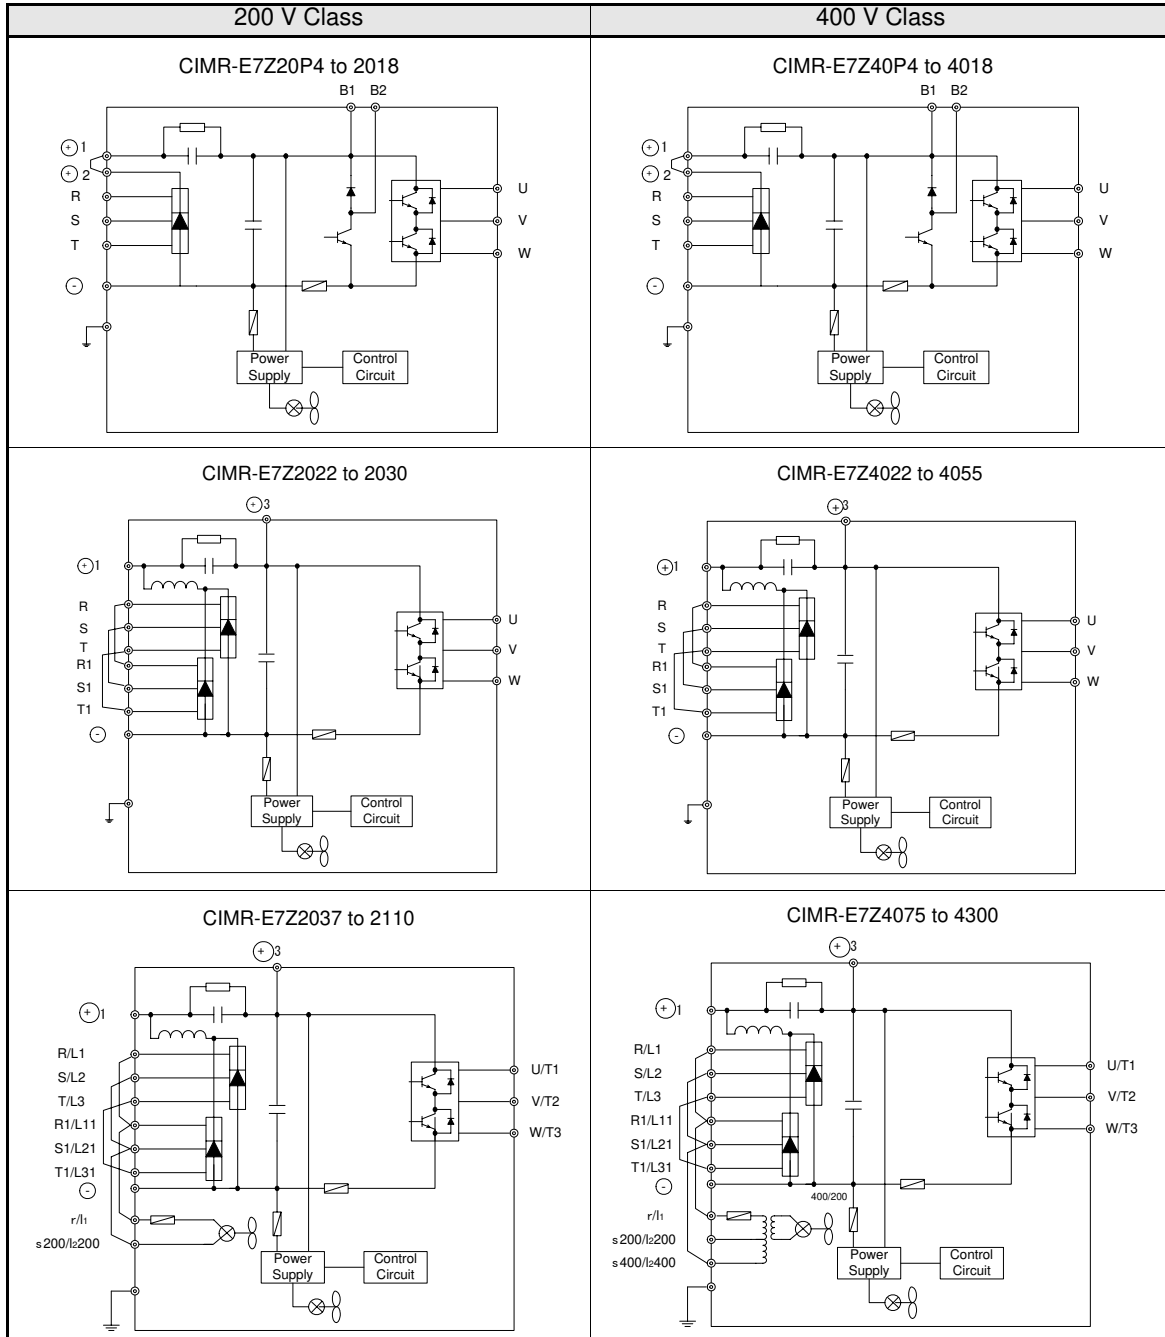 200 V Class
400 V Class
CIMR-E7Z20P4 to 2018
B1 B2
+ 1
+ 2
R
S
T
-
U
V
W
Power Supply
Control Circuit
CIMR-E7Z40P4 to 4018
B1 B2
+ 1
+ 2
R
S
T
-
U
V
W
Power Supply
Control Circuit
CIMR-E7Z2022 to 2030
+ 3
+ 1
R
S
T
R1
S1
T1
-
U
V
W
Power Supply
Control Circuit
CIMR-E7Z4022 to 4055
+ 3
+ 1
R
S
T
R1
S1
T1
-
U
V
W
Power Supply
Control Circuit
CIMR-E7Z2037 to 2110
+ 3
+ 1
R/L1
S/L2
T/L3
R1/L11
S1/L21
T1/L31
-
r/l1
s200/l2200
U/T1
V/T2
W/T3
Power Supply
Control Circuit
CIMR-E7Z4075 to 4300
+ 3
+ 1
R/L1
S/L2
T/L3
R1/L11
S1/L21
T1/L31
-
400/200
r/l1
s200/l2200
s400/l2400
U/T1
V/T2
W/T3
Power Supply
Control Circuit